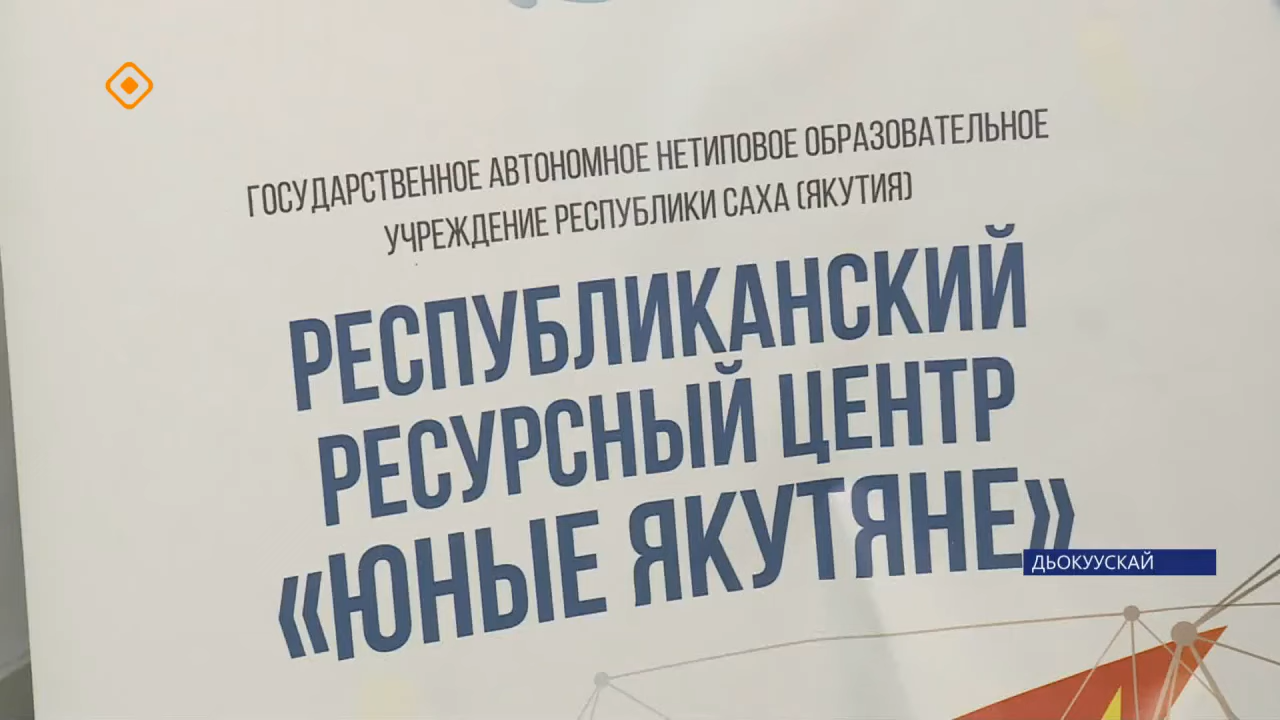 ГОСУДАРСТВЕННОЕ АВТОНОМНОЕ НЕТИПОВОЕ ОБРАЗОВАТЕЛЬНОЕ
УЧРЕЖДЕНИЕ РЕСПУБЛИКИ САХА (ЯКУТИЯ)
РЕСПУБЛИКАНСКИЙ
РЕСУРСНЫЙ ЦЕНТР
«ЮНЫЕ ЯКУТЯНЕ»
ДЬОКУУСКАЙ